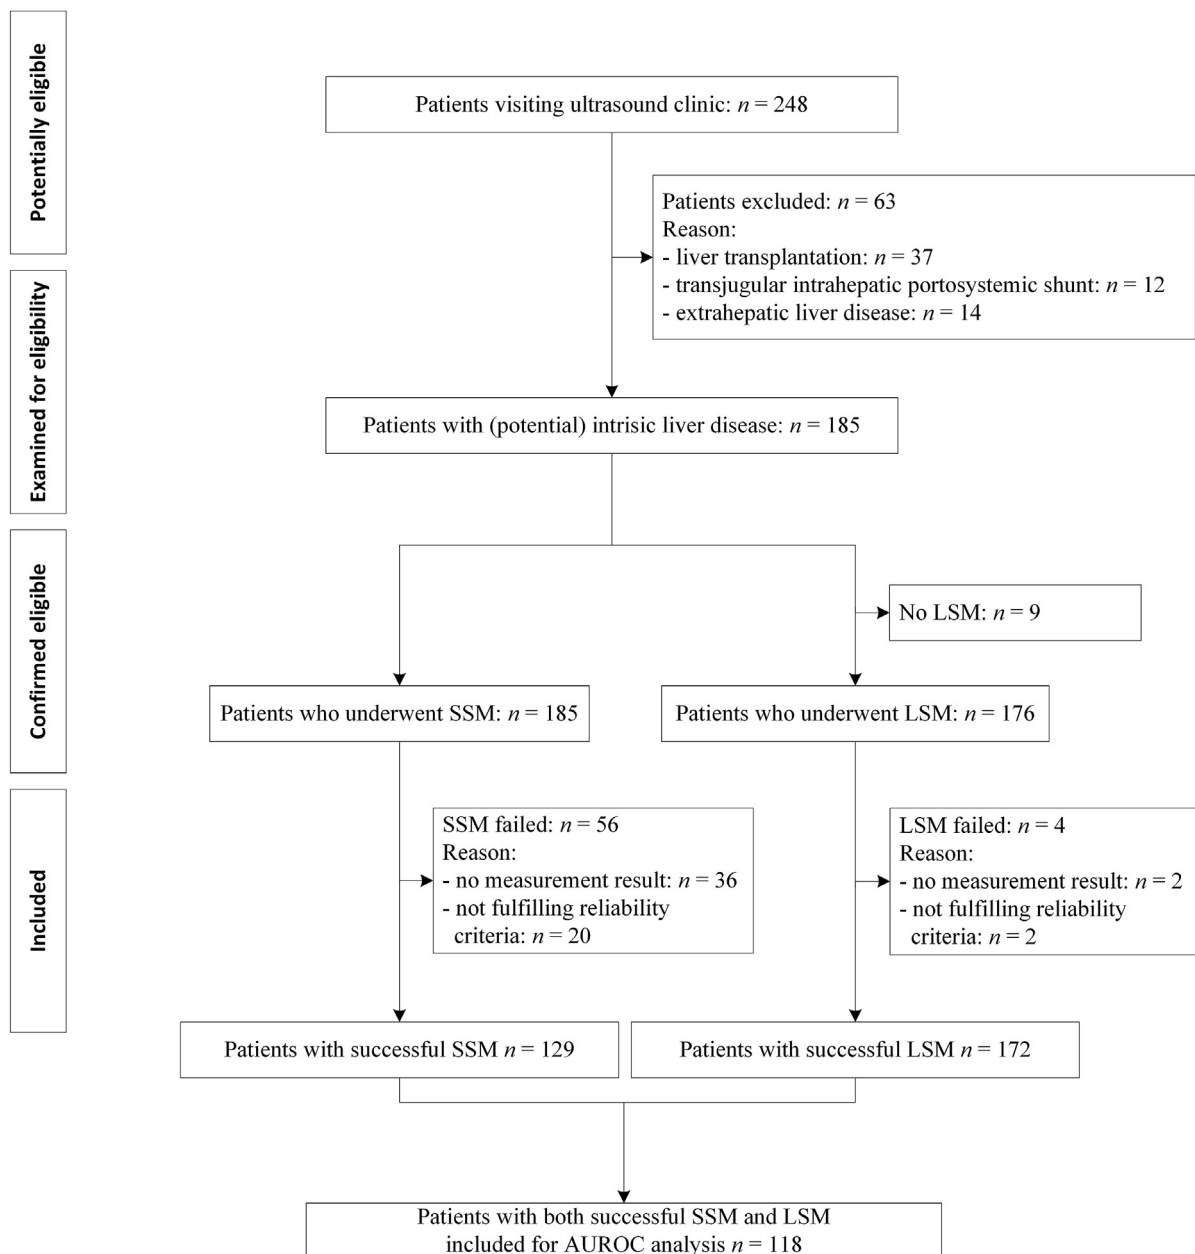 Potentially eligible
Patients visiting ultrasound clinic: n = 248
Patients excluded: n = 63
Reason:
- liver transplantation: n = 37
- transjugular intrahepatic portosystemic shunt: n = 12
- extrahepatic liver disease: n = 14
Examined for eligibility
Patients with (potential) intrisic liver disease: n = 185
Confirmed eligible
No LSM: n = 9
Patients who underwent SSM: n = 185
Patients who underwent LSM: n = 176
Included
SSM failed: n = 56
Reason:
- no measurement result: n = 36
- not fulfilling reliability
criteria: n = 20
LSM failed: n = 4
Reason:
- no measurement result: n = 2
- not fulfilling reliability
criteria: n = 2
Patients with successful SSM n = 129
Patients with successful LSM n = 172
Patients with both successful SSM and LSM
included for AUROC analysis n = 118